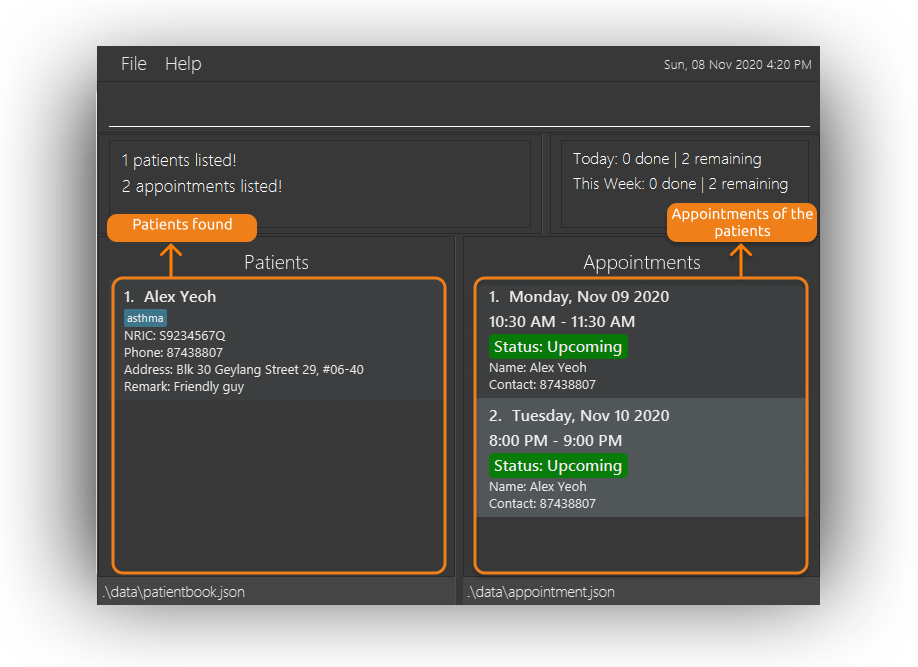 File Help
Sun, 08 Nov 2020 4:20 PM
1 patients listed!
2 appointments listed!
Today: 0 done | 2 remaining
This Week: 0 done | 2 remaining
Patients found
Appointments of the
patients
Patients
1. Alex Yeoh
asthma
NRIC: S9234567Q
Phone: 87438807
Address: Blk 30 Geylang Street 29, #06-40
Remark: Friendly guy
Appointments
1. Monday, Nov 09 2020
10:30 AM - 11:30 AM
Status: Upcoming
Name: Alex Yeoh
Contact: 87438807
2. Tuesday, Nov 10 2020
8:00 PM - 9:00 PM
Status: Upcoming
Name: Alex Yeoh
Contact: 87438807
.\data\patientbook.json
.\data\appointment.json